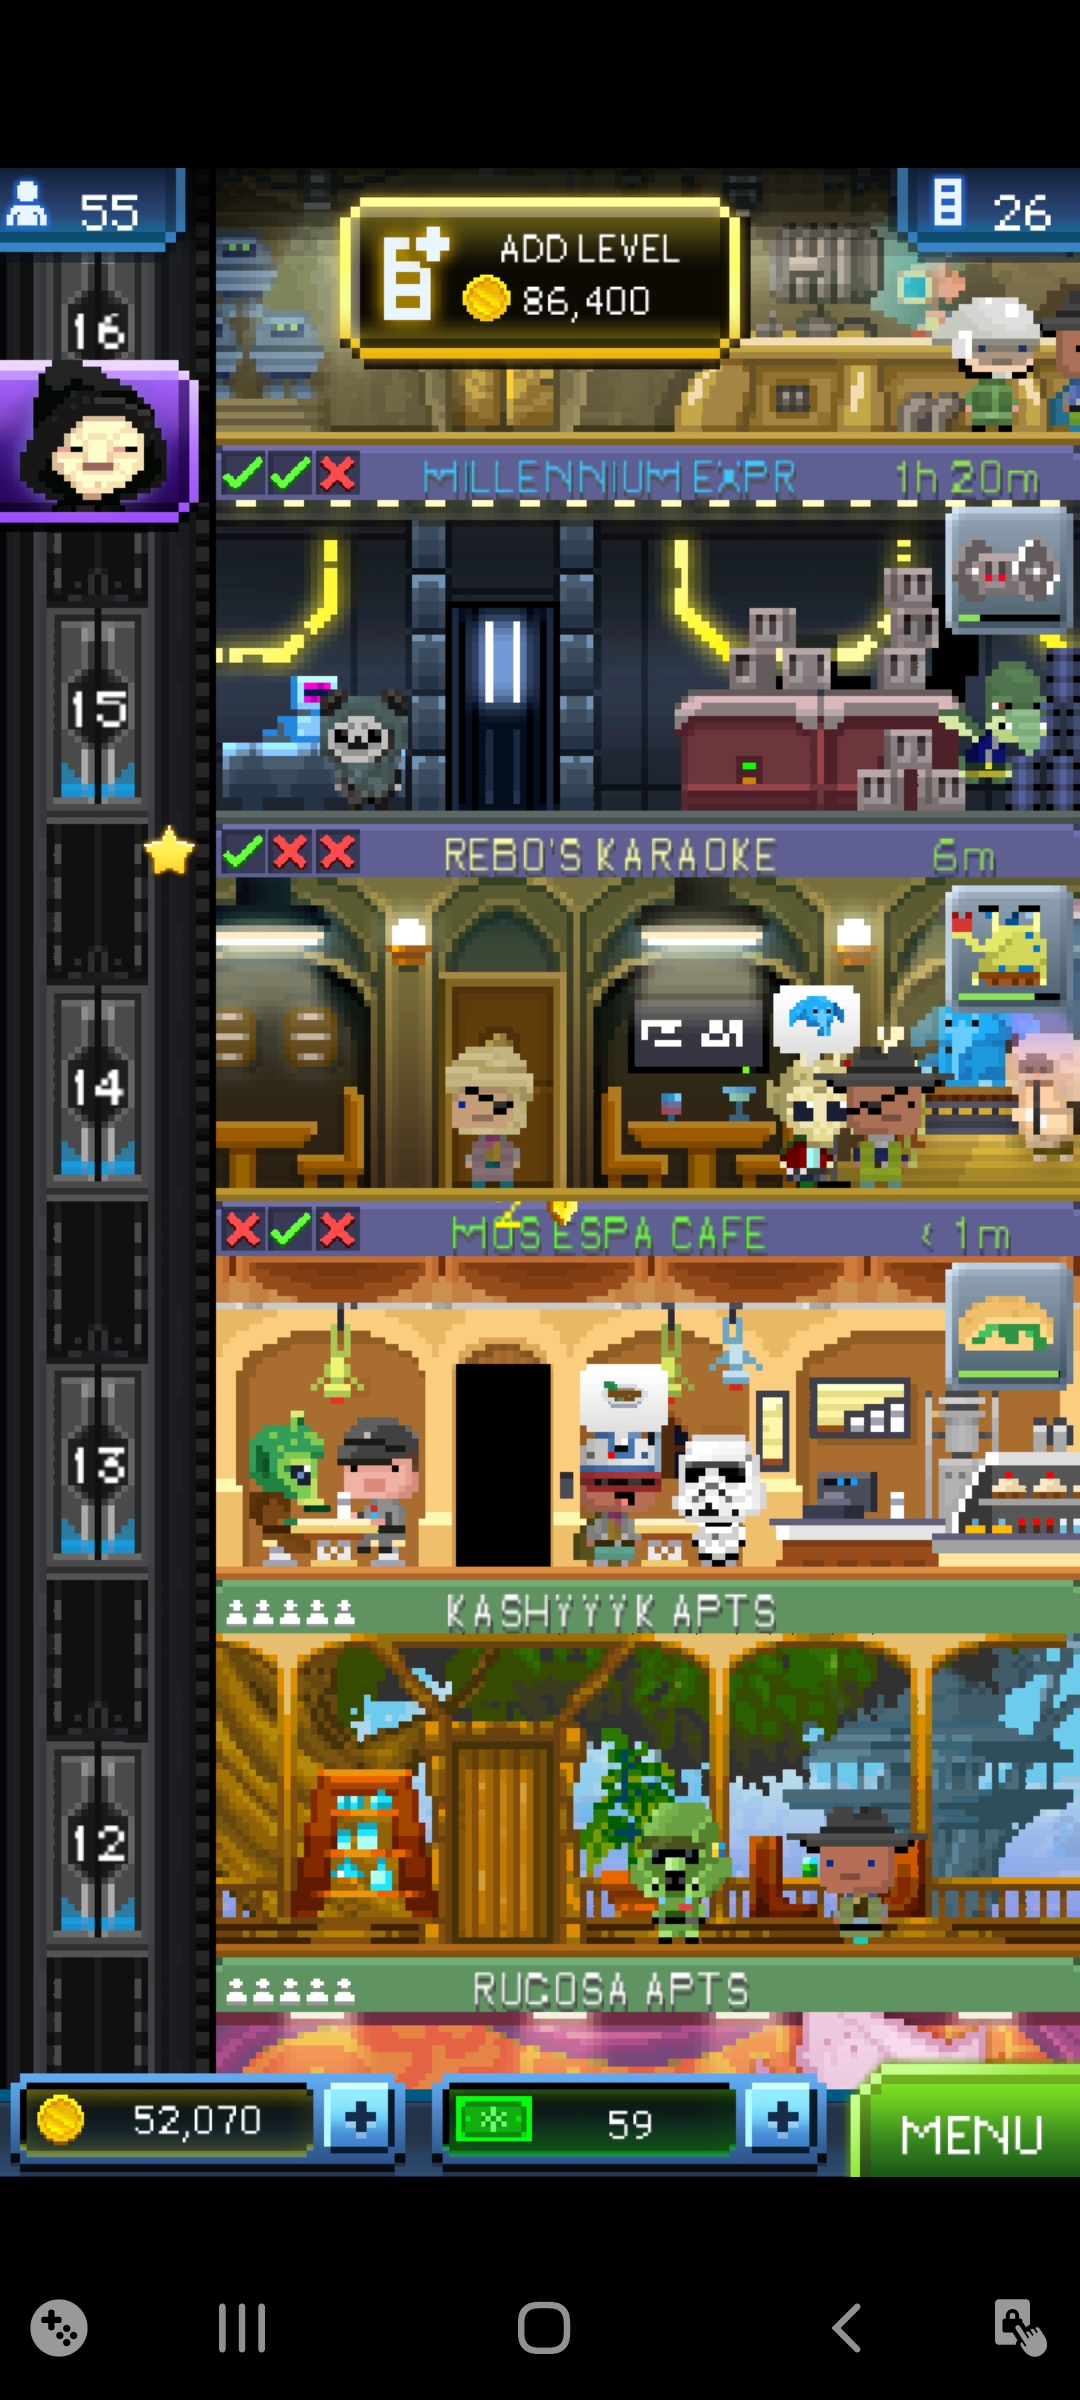 55
ADD LEVEL
86,400
26
16
MILLENNIUM EXPR
1h 20m
15
REBO'S KARAOKE
6m
14
MOS ESPA CAFE
< 1m
13
KASHYYYK APTS
12
RUCOSA APTS
52,070
59
MENU